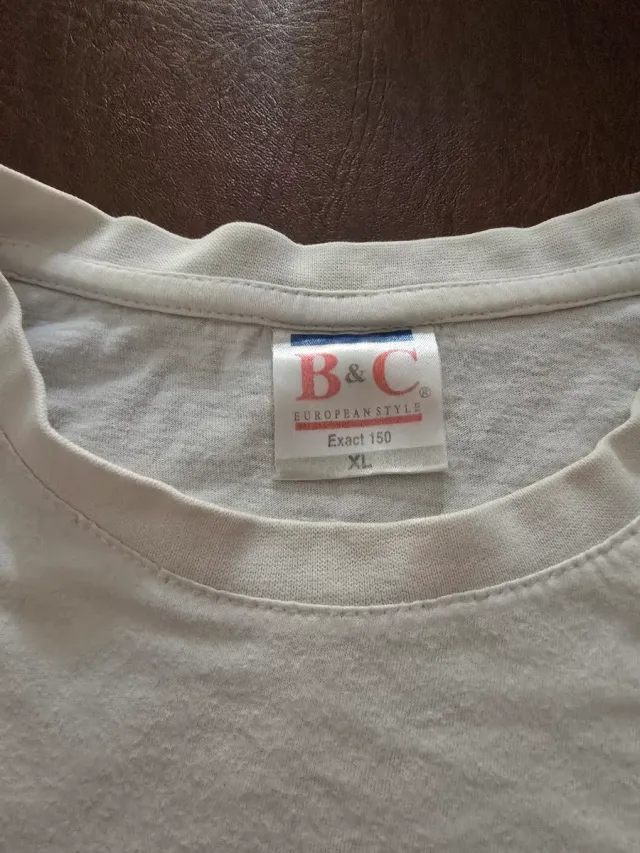 B&C®
EUROPEAN STYLE
Exact 150
XL